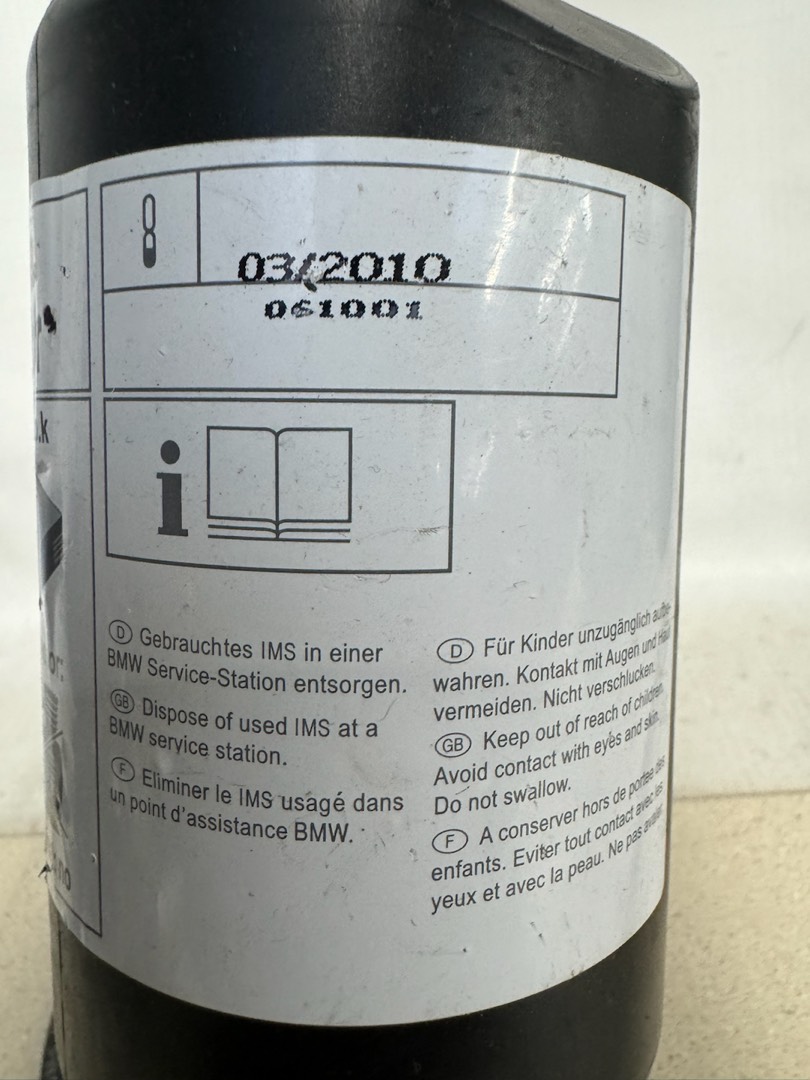 03/2010
061001
.k
i
or:
no
D Gebrauchtes IMS in einer
BMW Service-Station entsorgen.
GB Dispose of used IMS at a
BMW service station.
F Eliminer le IMS usagé dans
un point d'assistance BMW.
D Für Kinder unzugänglich aufbe-
wahren. Kontakt mit Augen und Haut
vermeiden. Nicht verschlucken.
GB Keep out of reach of children.
Avoid contact with eyes and skin.
Do not swallow.
F A conserver hors de portée des
enfants. Eviter tout contact avec les
yeux et avec la peau. Ne pas avaler.